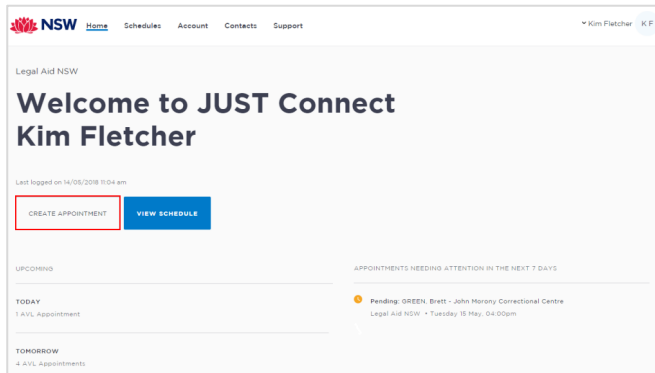 NSW Home Schedules Account Contacts Support Kim Fletcher K F
Legal Aid NSW
Welcome to JUST Connect
Kim Fletcher
Last logged on 14/05/2018 11:04 am
CREATE APPOINTMENT VIEW SCHEDULE
UPCOMING
TODAY
1 AVL Appointment
TOMORROW
4 AVL Appointments
APPOINTMENTS NEEDING ATTENTION IN THE NEXT 7 DAYS
Pending: GREEN, Brett - John Morony Correctional Centre
Legal Aid NSW • Tuesday 15 May, 04:00pm